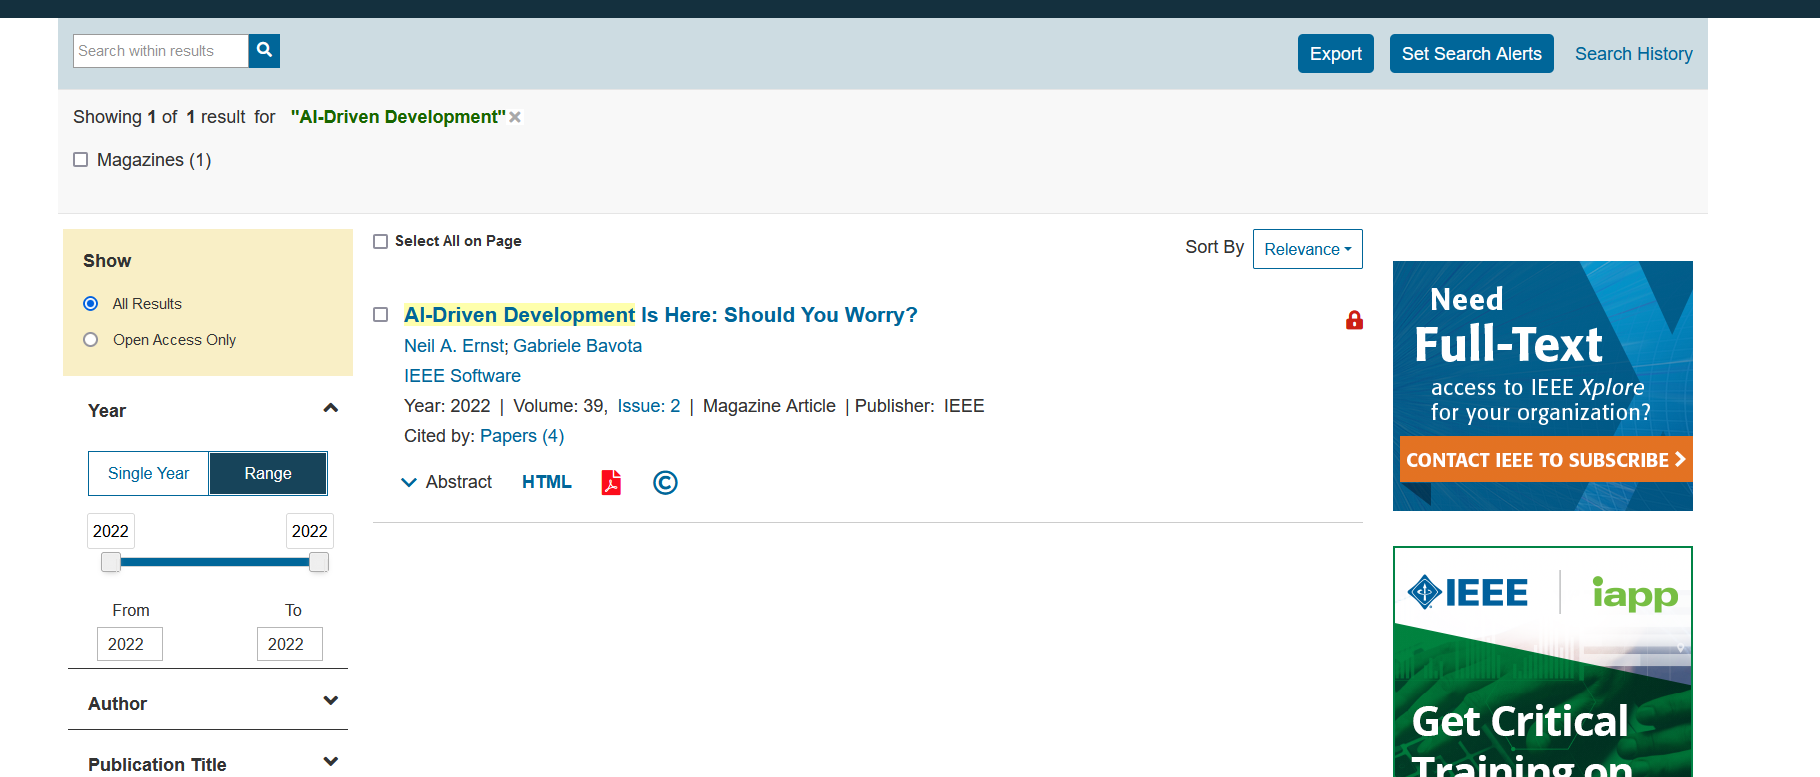 Search within results
Export
Set Search Alerts
Search History
Showing 1 of 1 result for "AI-Driven Development"
Magazines (1)
Show
All Results
Open Access Only
Year
Single Year
Range
2022
2022
From
To
2022
2022
Author
Publication Title
Select All on Page
Sort By
Relevance
AI-Driven Development Is Here: Should You Worry?
Neil A. Ernst; Gabriele Bavota
IEEE Software
Year: 2022 | Volume: 39, Issue: 2 | Magazine Article | Publisher: IEEE
Cited by: Papers (4)
Abstract
HTML
Need
Full-Text
access to IEEE Xplore
for your organization?
CONTACT IEEE TO SUBSCRIBE
IEEE
iapp
Get Critical
Training on